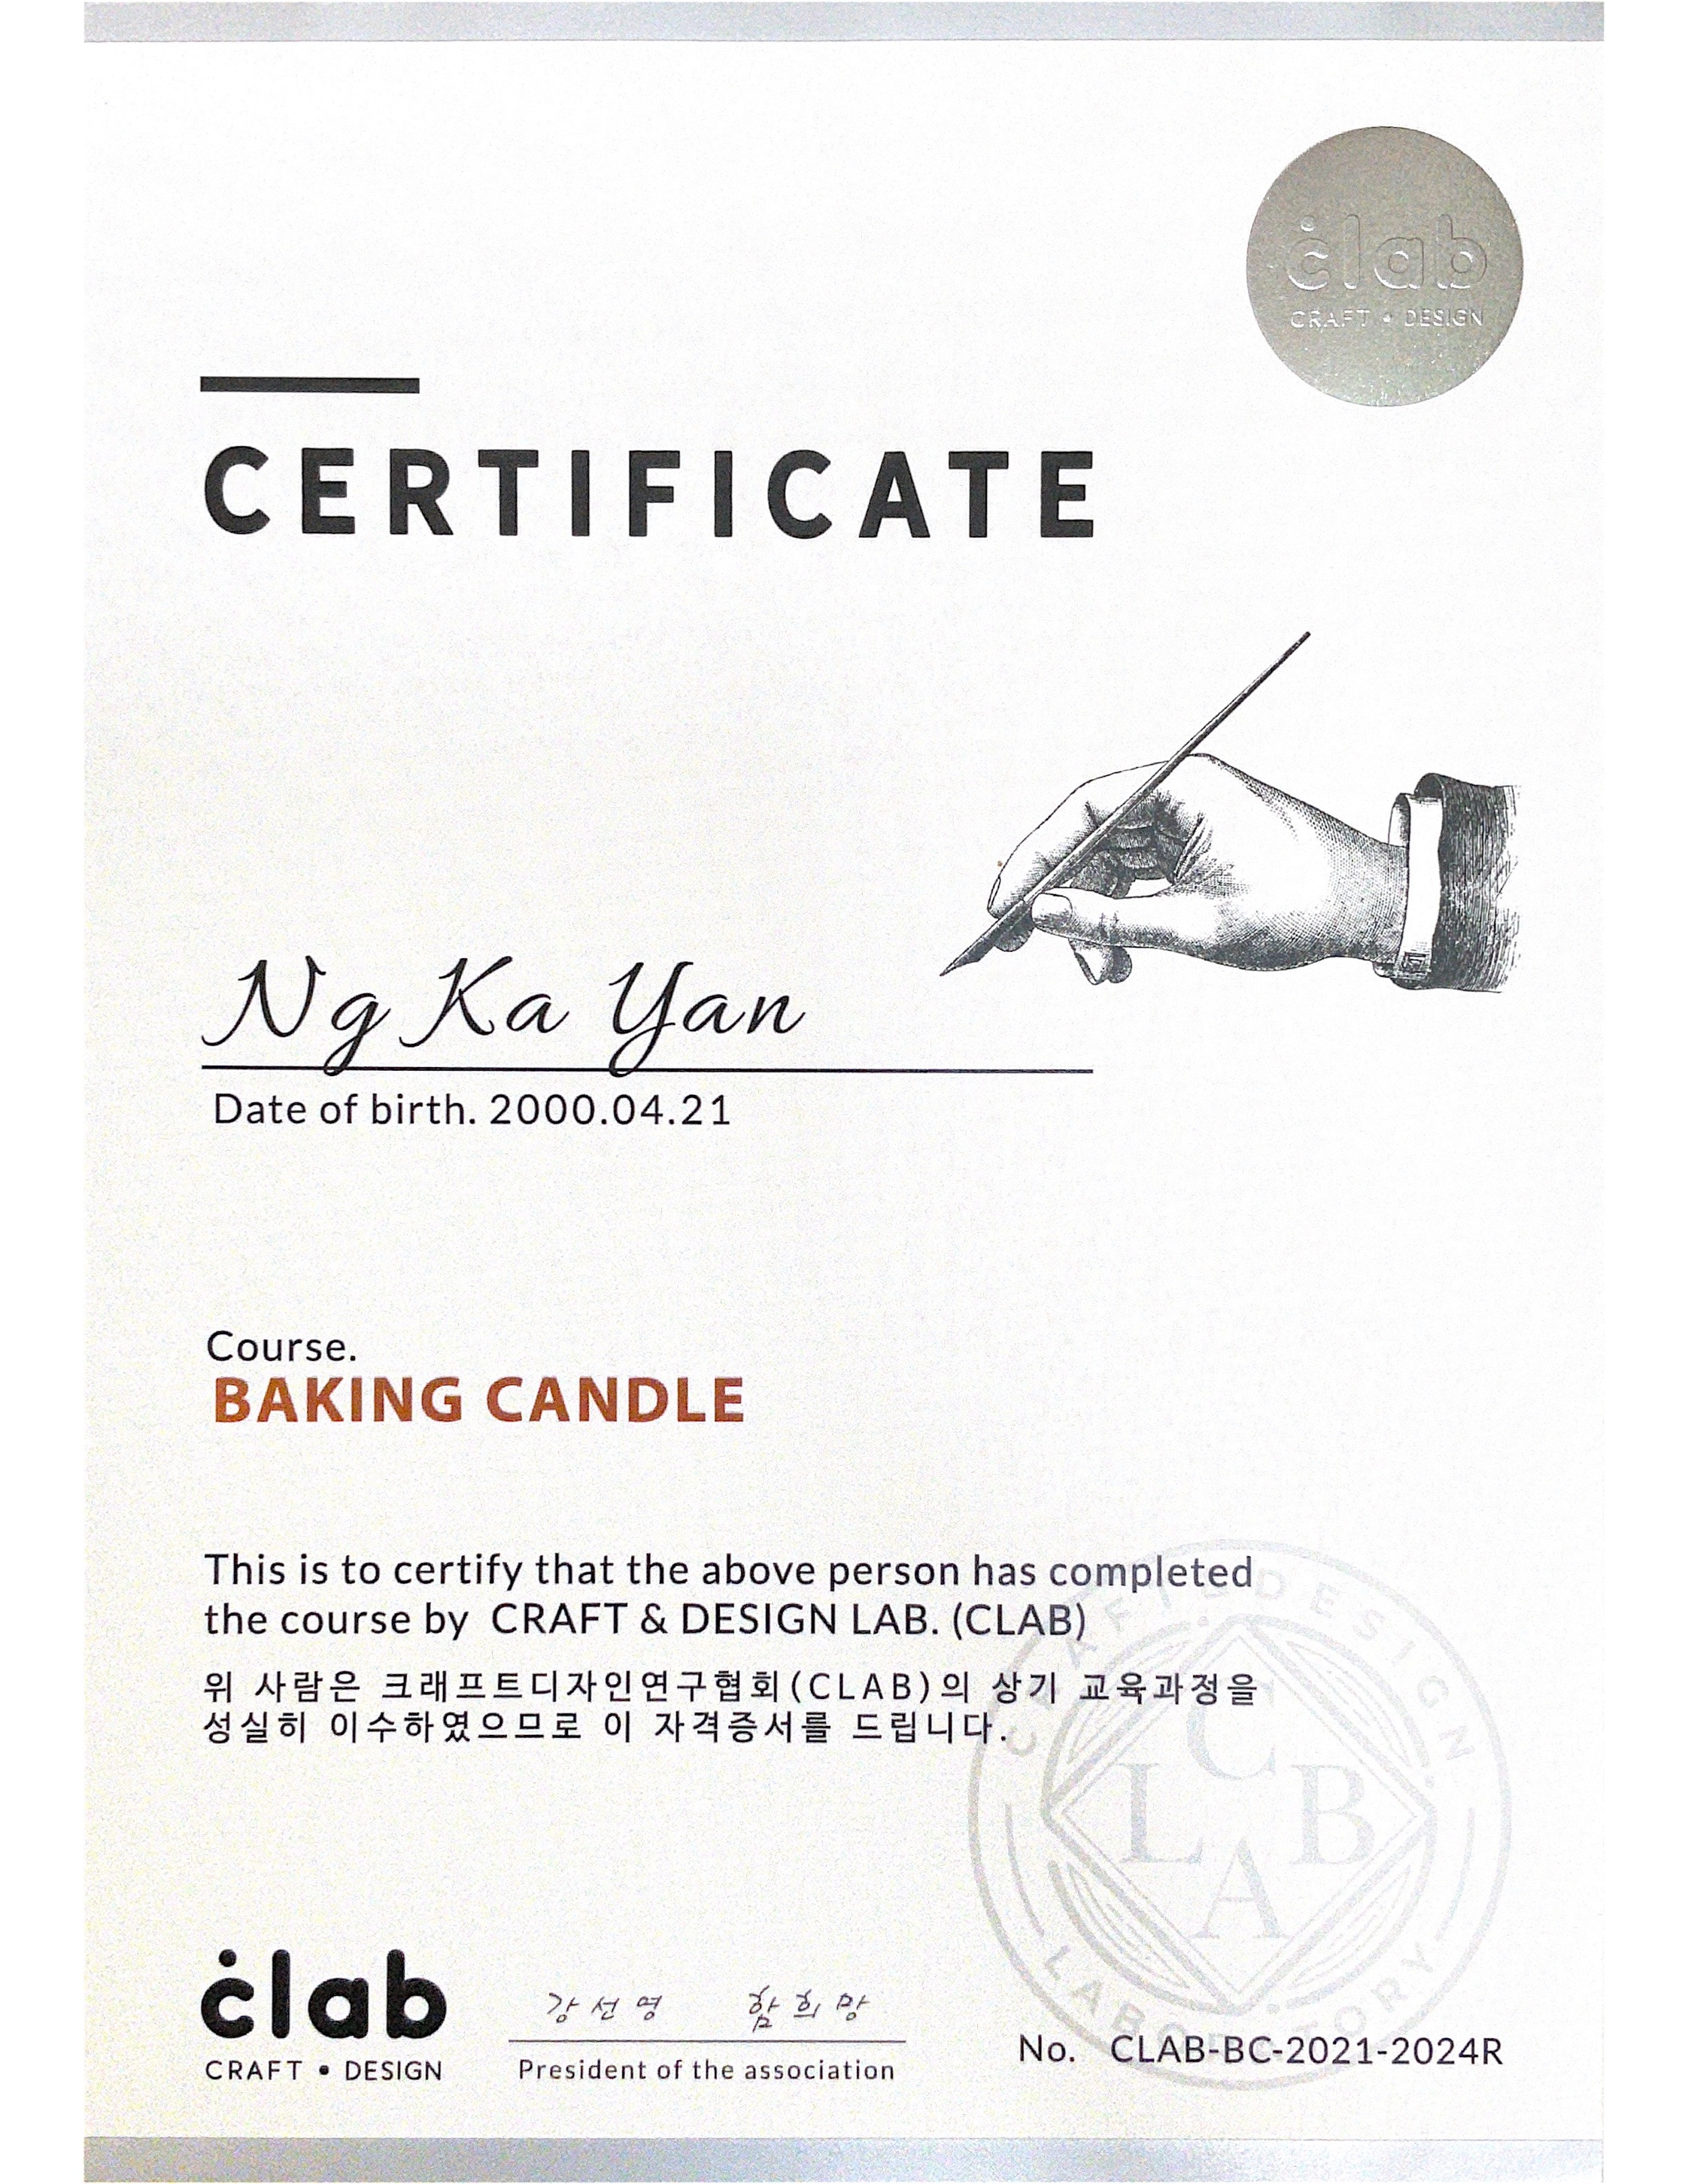 clab
CRAFT • DESIGN
CERTIFICATE
Ng Ka Yan
Date of birth. 2000.04.21
Course.
BAKING CANDLE
This is to certify that the above person has completed
the course by CRAFT & DESIGN LAB. (CLAB)
위 사람은 크래프트디자인연구협회(CLAB)의 상기 교육과정을
성실히 이수하였으므로 이 자격증서를 드립니다.
CRAFT & DESIGN
C
L B
A
LABORATORY
clab
CRAFT • DESIGN
강선영 함희망
President of the association
No. CLAB-BC-2021-2024R